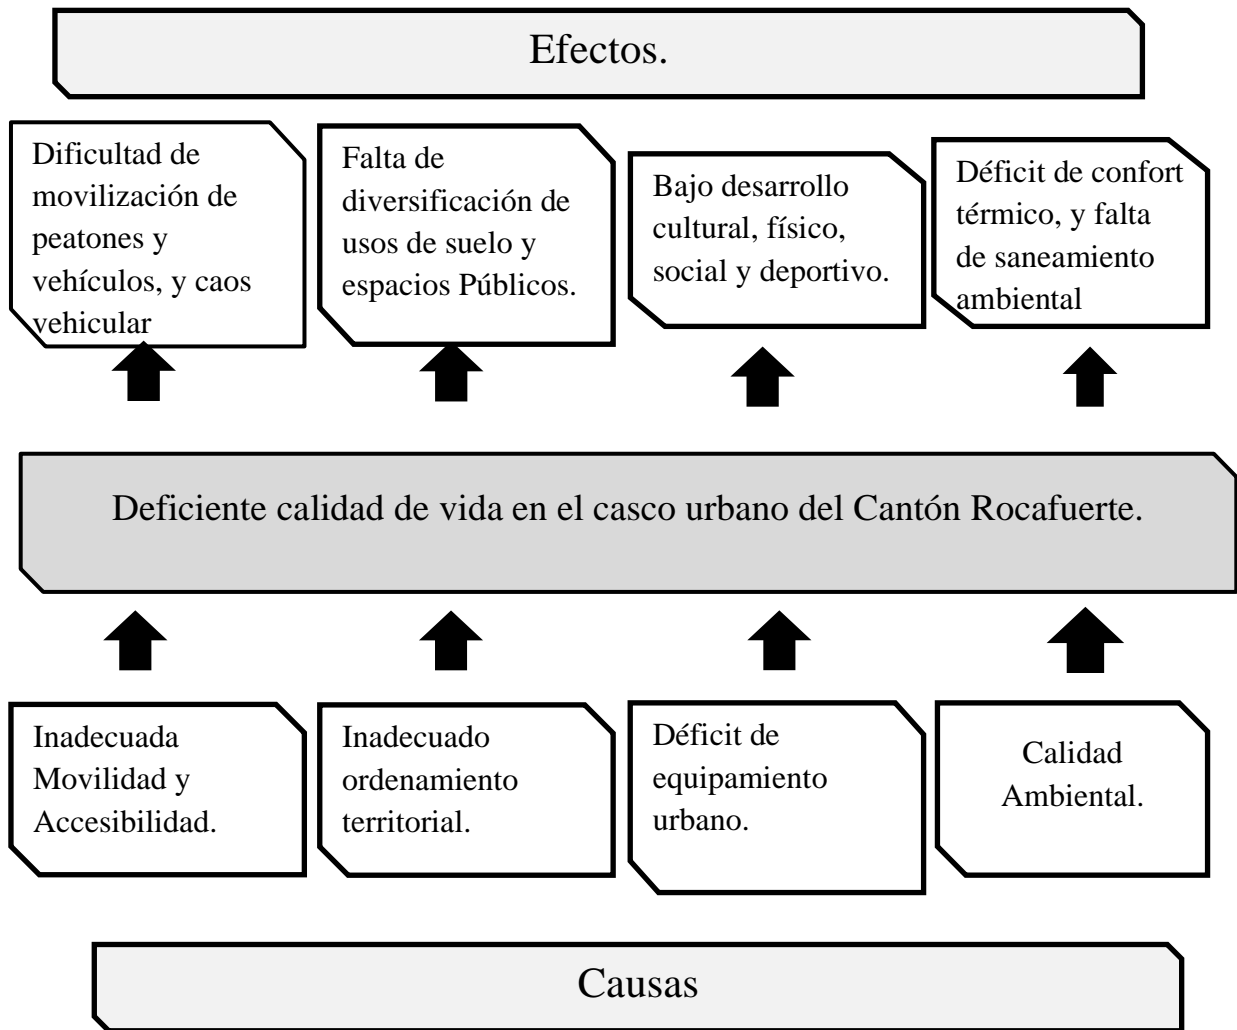 Efectos.
Dificultad de
movilización de
peatones y
vehículos, y caos
vehicular
Falta de
diversificación de
usos de suelo y
espacios Públicos.
Bajo desarrollo
cultural, físico,
social y deportivo.
Déficit de confort
térmico, y falta
de saneamiento
ambiental
Deficiente calidad de vida en el casco urbano del Cantón Rocafuerte.
Inadecuada
Movilidad y
Accesibilidad.
Inadecuado
ordenamiento
territorial.
Déficit de
equipamiento
urbano.
Calidad
Ambiental.
Causas